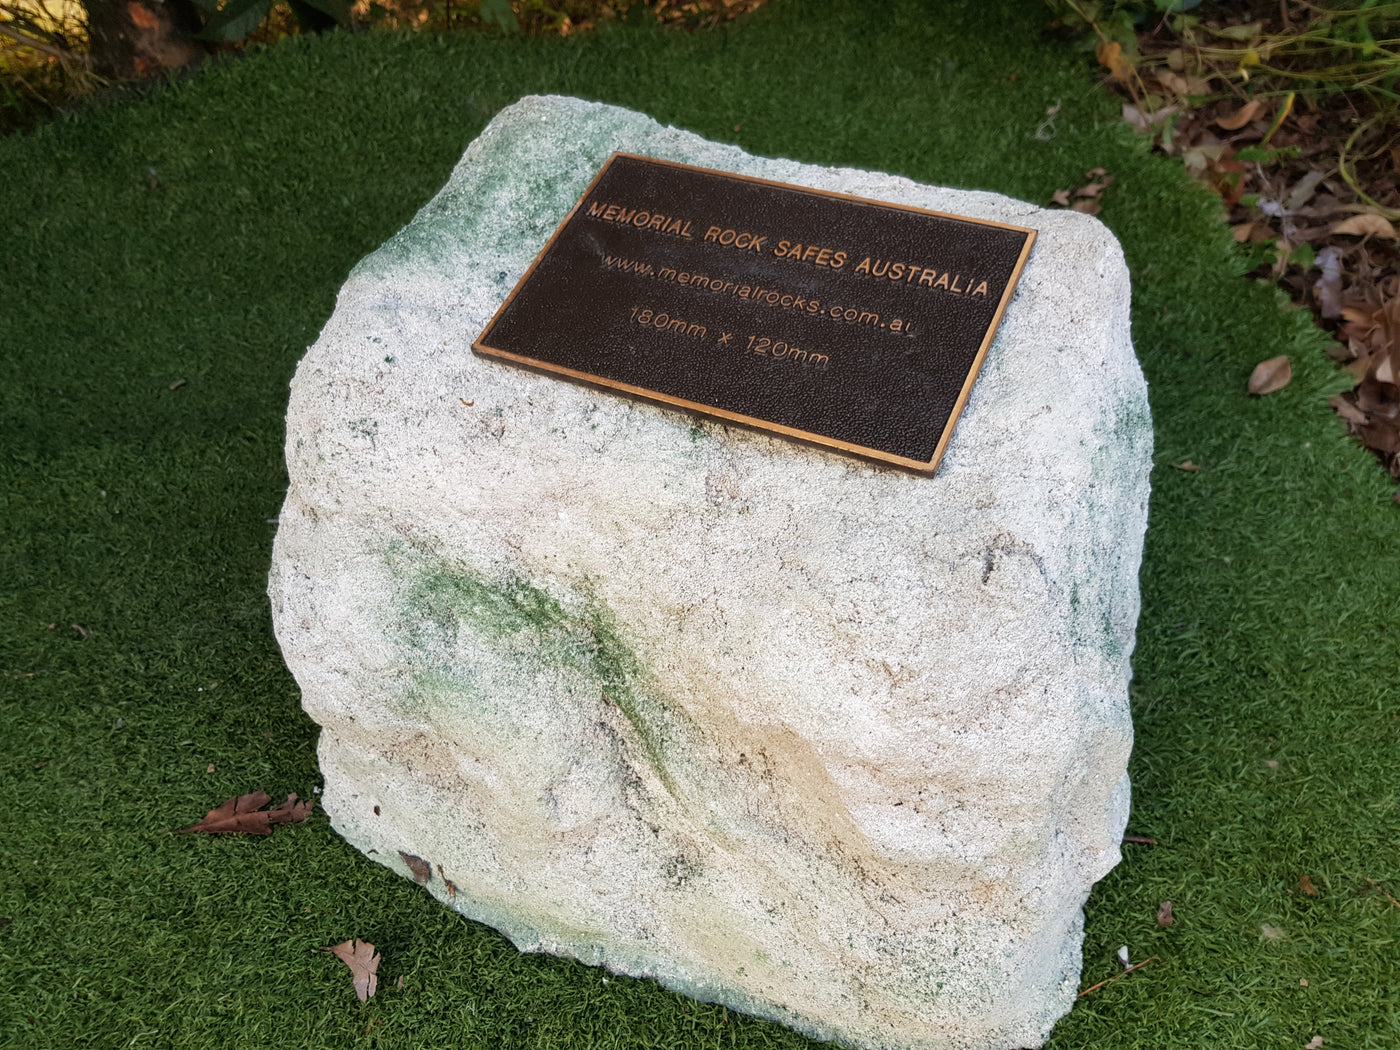 MEMORIAL ROCK SAFES AUSTRALiA
www.memorialrocks.com.au
180mm x 120mm